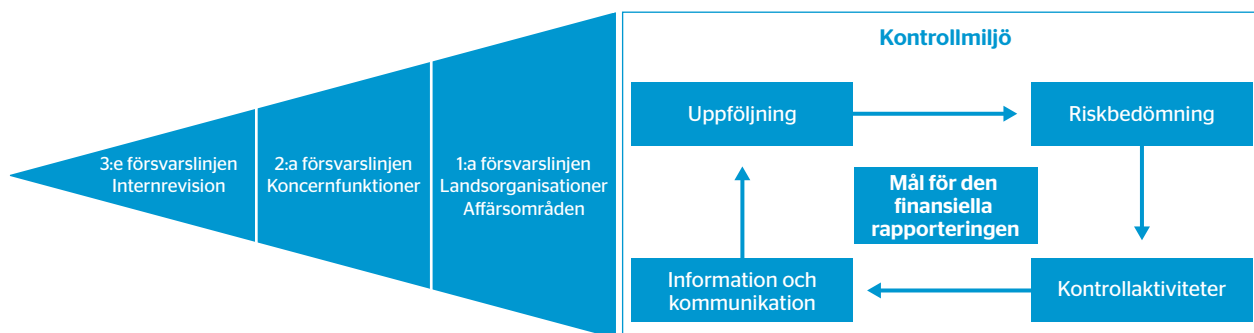 3:e försvarslinjen
Internrevision
2:a försvarslinjen
Koncernfunktioner
1:a försvarslinjen
Landsorganisationer
Affärsområden
Kontrollmiljö
Uppföljning
Riskbedömning
Mål för den
finansiella
rapporteringen
Information och
kommunikation
Kontrollaktiviteter